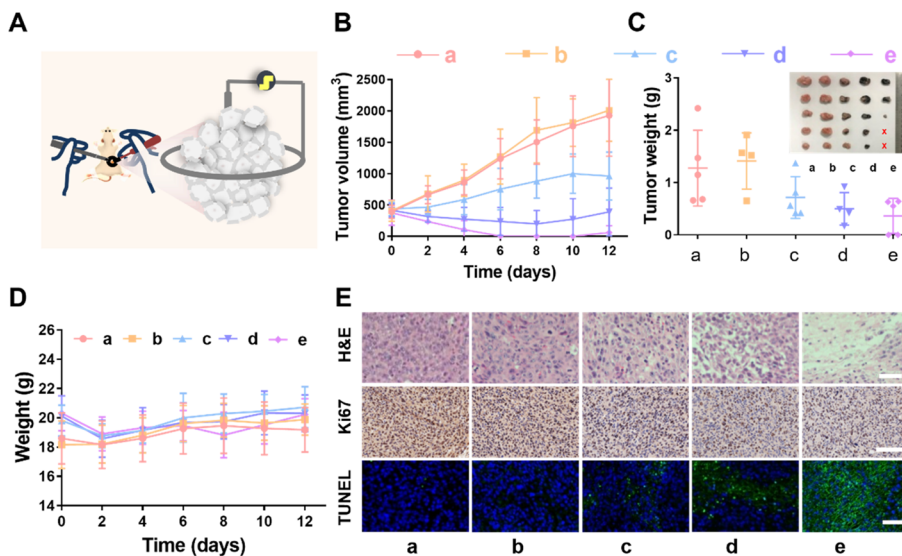 A
B
C
a b c d e
Tumor volume (mm³)
2500
2000
1500
1000
500
0
0 2 4 6 8 10 12
Time (days)
Tumor weight (g)
3
2
1
0
x
x
a b c d e
a b c d e
D
a b c d e
Weight (g)
26
24
22
20
18
16
14
0 2 4 6 8 10 12
Time (days)
E
H&E
Ki67
TUNEL
a b c d e